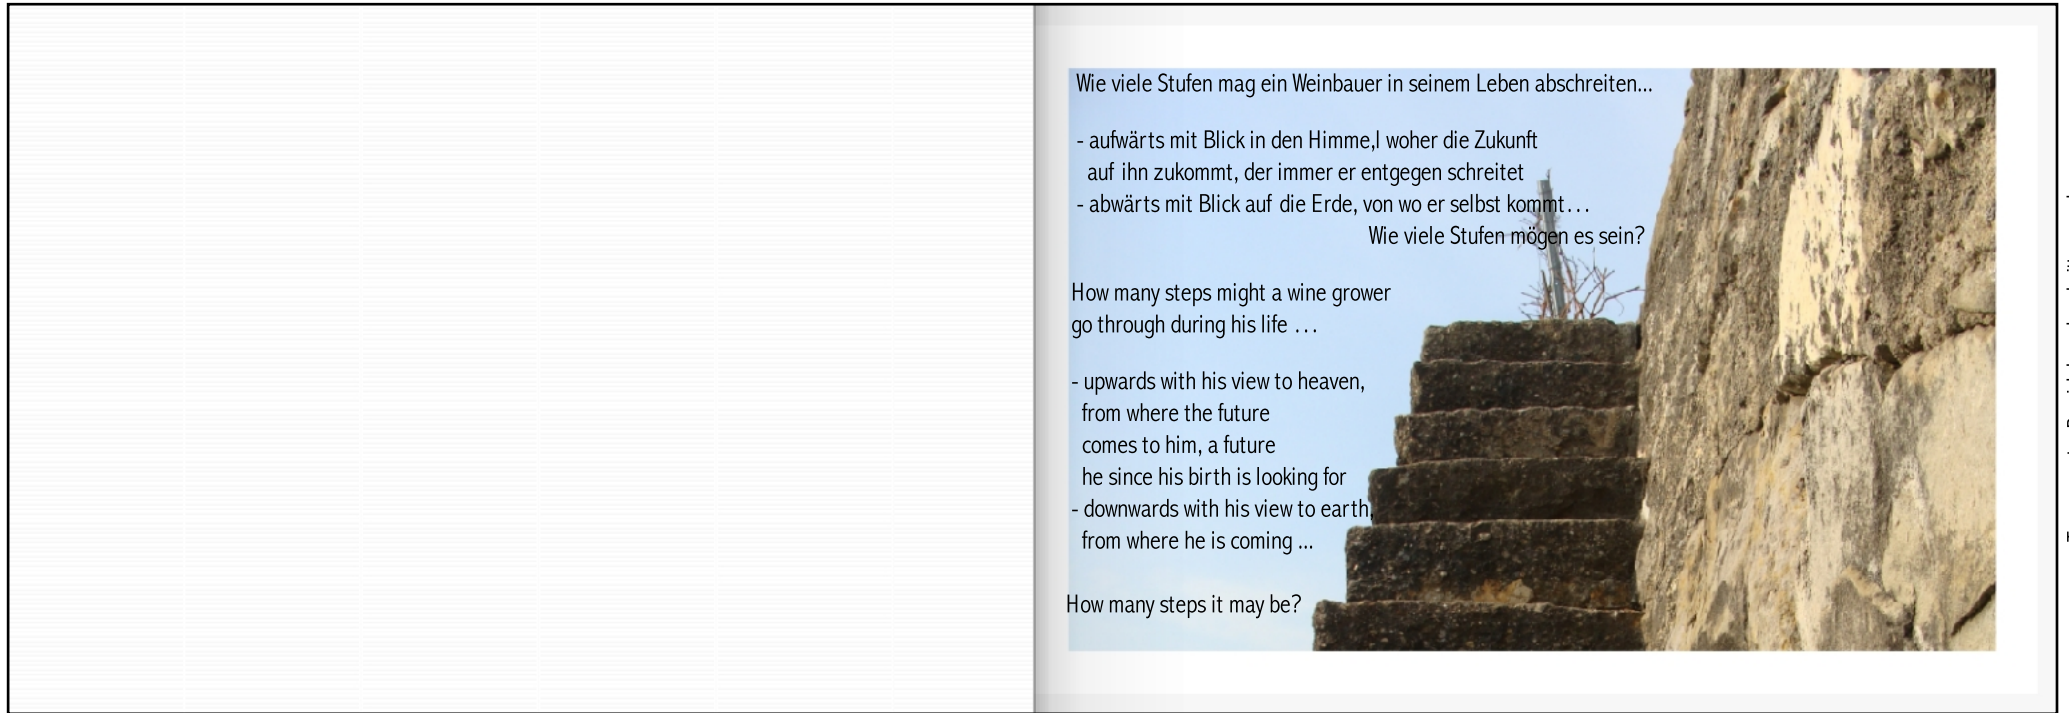 Wie viele Stufen mag ein Weinbauer in seinem Leben abschreiten...
- aufwärts mit Blick in den Himme,l woher die Zukunft
auf ihn zukommt, der immer er entgegen schreitet
- abwärts mit Blick auf die Erde, von wo er selbst kommt...
Wie viele Stufen mögen es sein?
How many steps might a wine grower
go through during his life ...
- upwards with his view to heaven,
from where the future
comes to him, a future
he since his birth is looking for
- downwards with his view to earth,
from where he is coming ...
How many steps it may be?